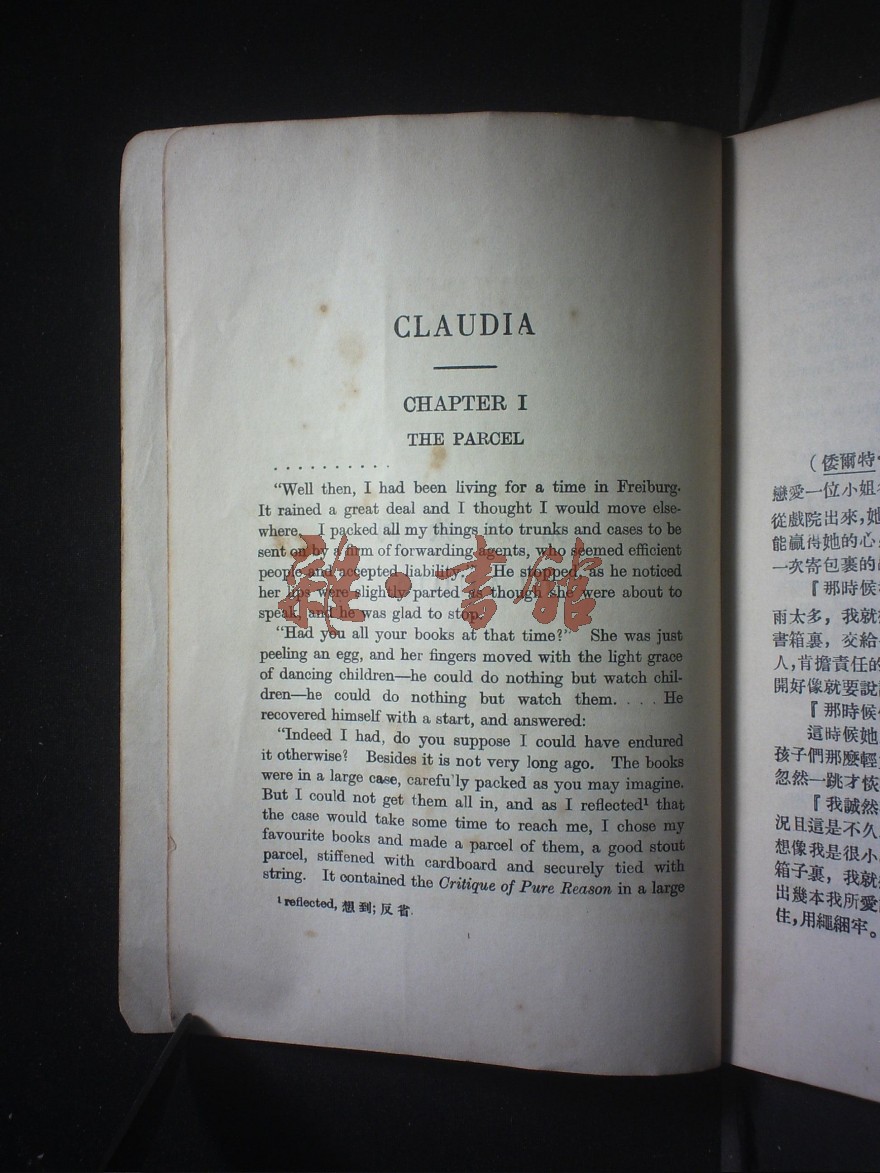 CLAUDIA
CHAPTER I
THE PARCEL
. . . . . . . . . .
"Well then, I had been living for a time in Freiburg.
It rained a great deal and I thought I would move else-
where. I packed all my things into trunks and cases to be
sent on by a firm of forwarding agents, who seemed efficient
people and accepted liability." He stopped, as he noticed
her lips were slightly parted as though she were about to
speak, and he was glad to stop.
"Had you all your books at that time?" She was just
peeling an egg, and her fingers moved with the light grace
of dancing children—he could do nothing but watch chil-
dren—he could do nothing but watch them. . . . He
recovered himself with a start, and answered:
"Indeed I had, do you suppose I could have endured
it otherwise? Besides it is not very long ago. The books
were in a large case, carefu'ly packed as you may imagine.
But I could not get them all in, and as I reflected¹ that
the case would take some time to reach me, I chose my
favourite books and made a parcel of them, a good stout
parcel, stiffened with cardboard and securely tied with
string. It contained the Critique of Pure Reason in a large
¹ reflected, 想到; 反省.
1
雜·書館
(倭爾特·
戀愛一位小姐
從戲院出來,她
能贏得她的心
一次寄包裹的
『那時候
雨太多, 我就
書箱裏, 交給
人,肯擔責任的
開好像就要說
『那時候
這時候她
孩子們那麼輕
忽然一跳才恢
『我誠然
況且這是不久
想像我是很小
箱子裏, 我就
出幾本我所愛
住,用繩綑牢。